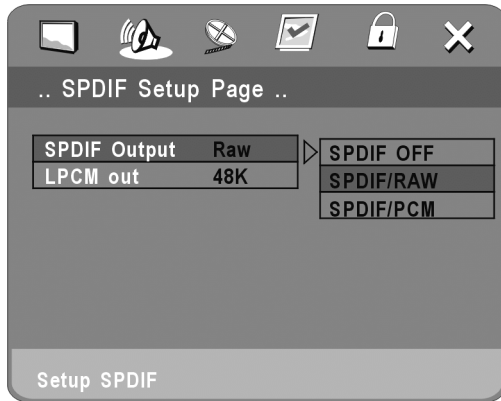 .. SPDIF Setup Page ..
SPDIF Output Raw
LPCM out 48K
SPDIF OFF
SPDIF/RAW
SPDIF/PCM
Setup SPDIF